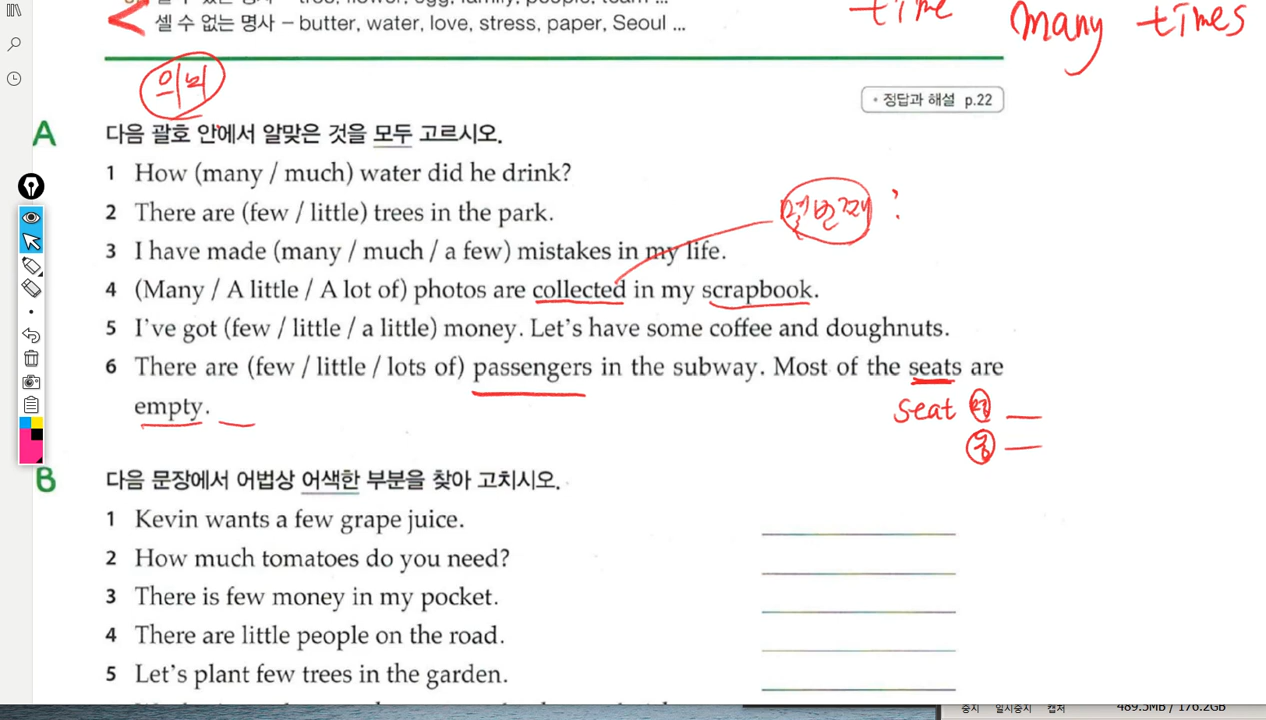 time many times
셀 수 없는 명사 – butter, water, love, stress, paper, Seoul ...
의뢰
• 정답과 해설 p.22
A 다음 괄호 안에서 알맞은 것을 모두 고르시오.
1 How (many / much) water did he drink?
2 There are (few / little) trees in the park.
몇번째?
3 I have made (many / much / a few) mistakes in my life.
4 (Many / A little / A lot of) photos are collected in my scrapbook.
5 I've got (few / little / a little) money. Let's have some coffee and doughnuts.
6 There are (few / little / lots of) passengers in the subway. Most of the seats are
empty.
seat 명
동
B 다음 문장에서 어법상 어색한 부분을 찾아 고치시오.
1 Kevin wants a few grape juice.
2 How much tomatoes do you need?
3 There is few money in my pocket.
4 There are little people on the road.
5 Let's plant few trees in the garden.
중지 일시중지 캡처 489.5MB / 176.2GB